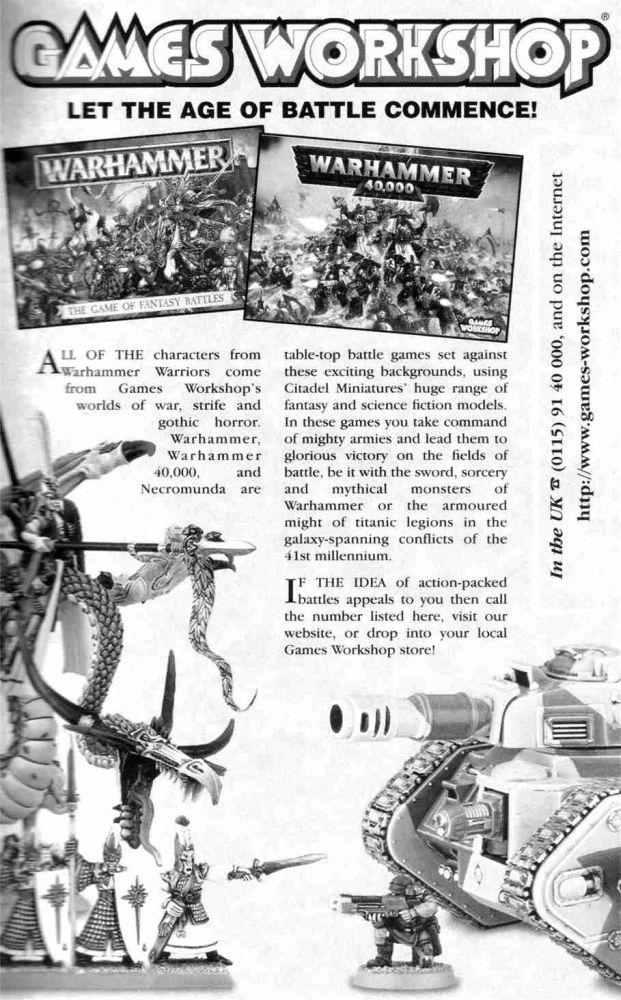 GAMES WORKSHOP®
LET THE AGE OF BATTLE COMMENCE!
WARHAMMER
THE GAME OF FANTASY BATTLES
WARHAMMER
40,000
GAMES
WORKSHOP
ALL OF THE characters from
Warhammer Warriors come
from Games Workshop's
worlds of war, strife and
gothic horror.
Warhammer,
Warhammer
40,000, and
Necromunda are
table-top battle games set against
these exciting backgrounds, using
Citadel Miniatures' huge range of
fantasy and science fiction models.
In these games you take command
of mighty armies and lead them to
glorious victory on the fields of
battle, be it with the sword, sorcery
and mythical monsters of
Warhammer or the armoured
might of titanic legions in the
galaxy-spanning conflicts of the
41st millennium.
IF THE IDEA of action-packed
battles appeals to you then call
the number listed here, visit our
website, or drop into your local
Games Workshop store!
In the UK ☎ (0115) 91 40 000, and on the Internet
http://www.games-workshop.com